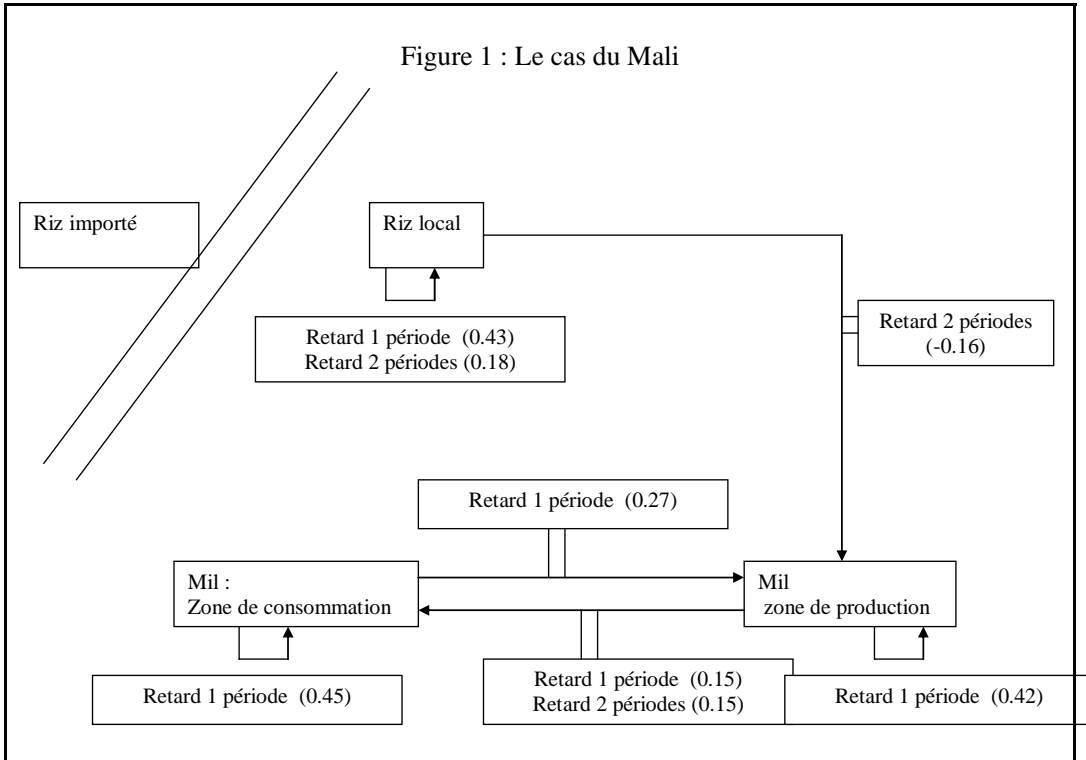 Figure 1 : Le cas du Mali
Riz importé
Riz local
Retard 1 période (0.43)
Retard 2 périodes (0.18)
Retard 2 périodes
(-0.16)
Retard 1 période (0.27)
Mil :
Zone de consommation
Mil
zone de production
Retard 1 période (0.45)
Retard 1 période (0.15)
Retard 2 périodes (0.15)
Retard 1 période (0.42)